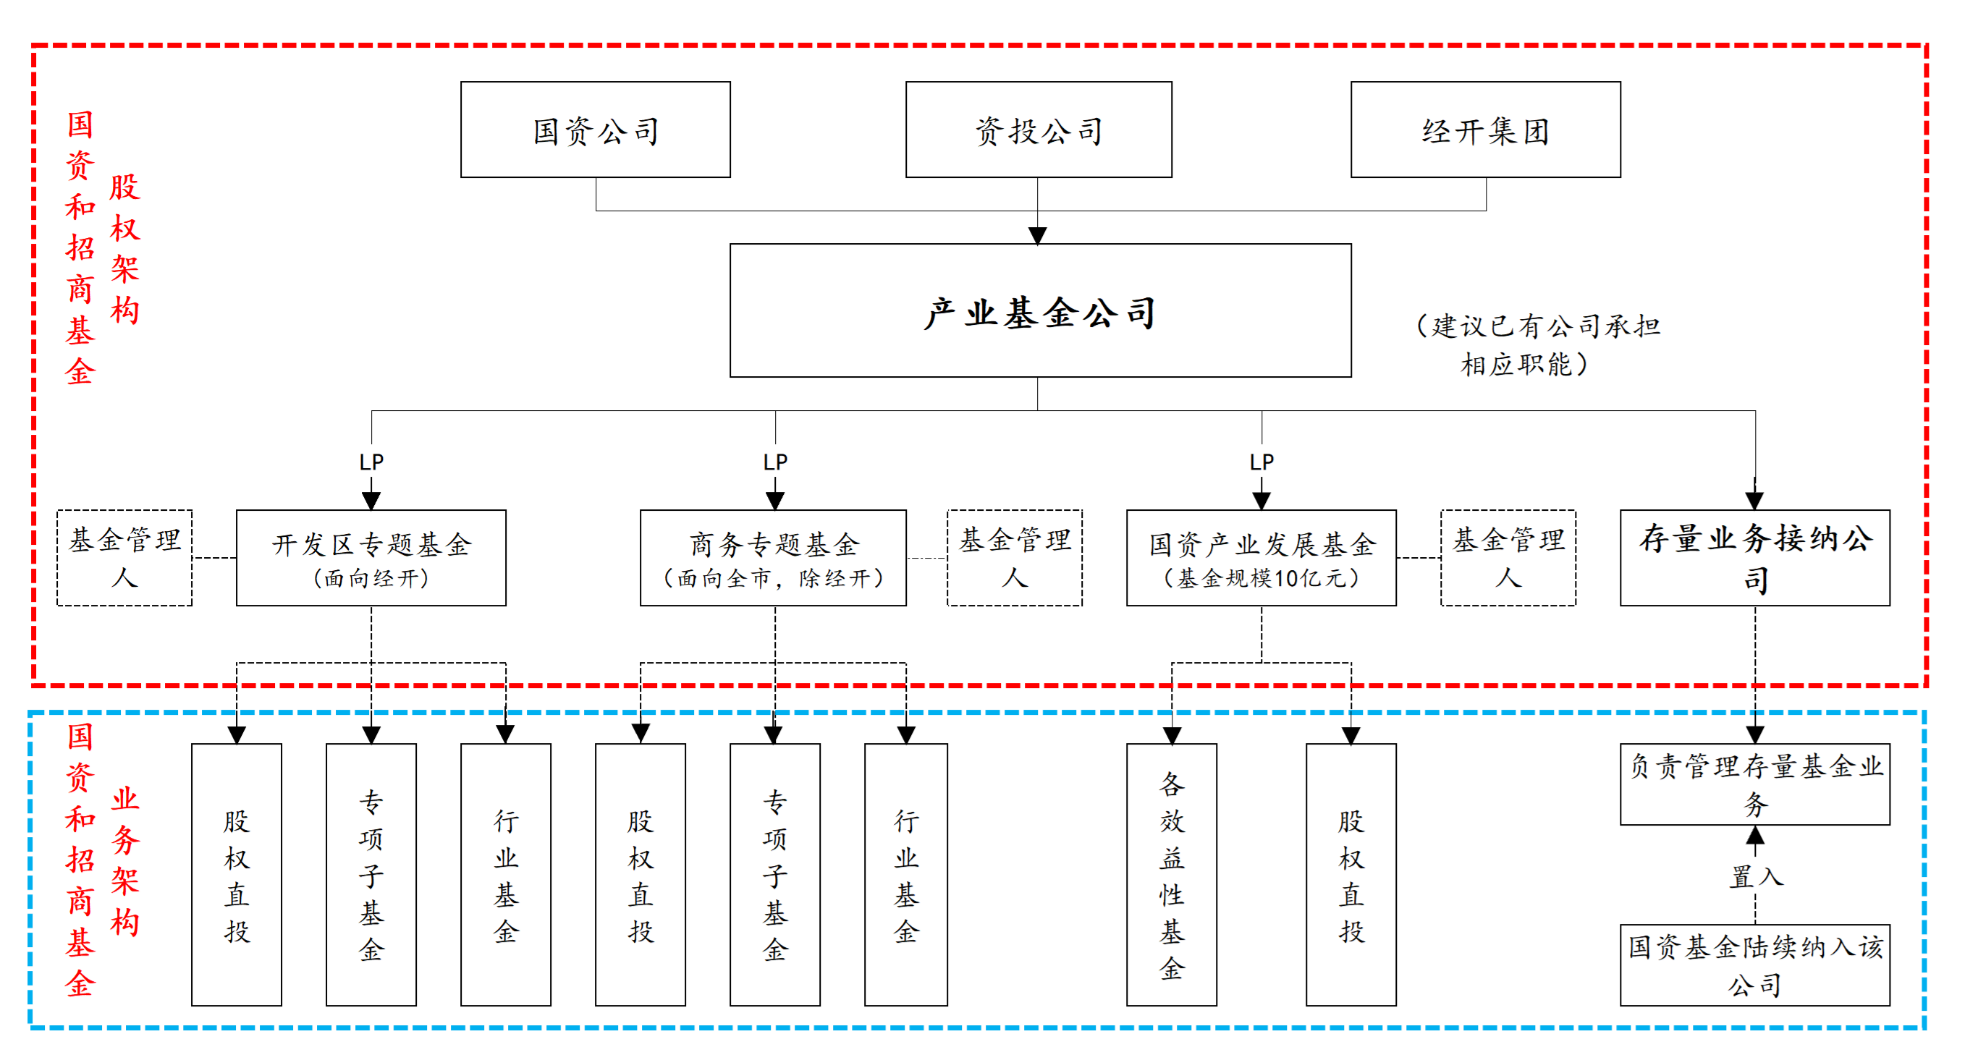 国资和招商基金
股权架构
国资公司
资投公司
经开集团
产业基金公司
（建议已有公司承担
相应职能）
LP
LP
LP
基金管理
人
开发区专题基金
（面向经开）
商务专题基金
（面向全市，除经开）
基金管理
人
国资产业发展基金
（基金规模10亿元）
基金管理
人
存量业务接纳公
司
国资和招商基金
业务架构
股权直投
专项子基金
行业基金
股权直投
专项子基金
行业基金
各效益性基金
股权直投
负责管理存量基金业
务
置入
国资基金陆续纳入该
公司